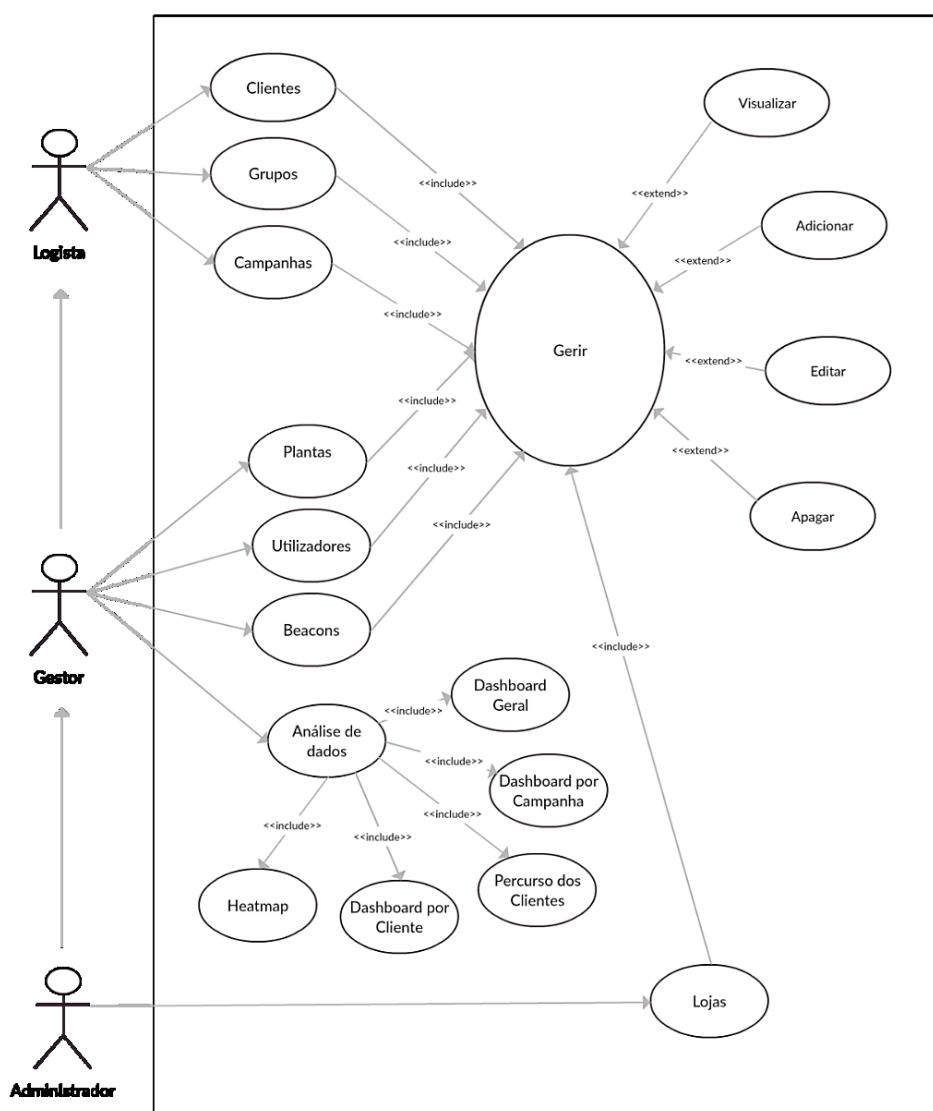 Clientes
Visualizar
Logista
Grupos
<<include>>
<<extend>>
Adicionar
Campanhas
<<include>>
<<extend>>
<<include>>
Gerir
<<extend>>
Editar
<<include>>
Plantas
<<extend>>
<<include>>
Apagar
<<include>>
Utilizadores
Gestor
Beacons
<<include>>
Dashboard
Geral
<<include>>
Análise de
dados
<<include>>
Dashboard por
Campanha
<<include>>
<<include>>
<<include>>
Heatmap
Dashboard por
Cliente
Percurso dos
Clientes
Lojas
Administrador